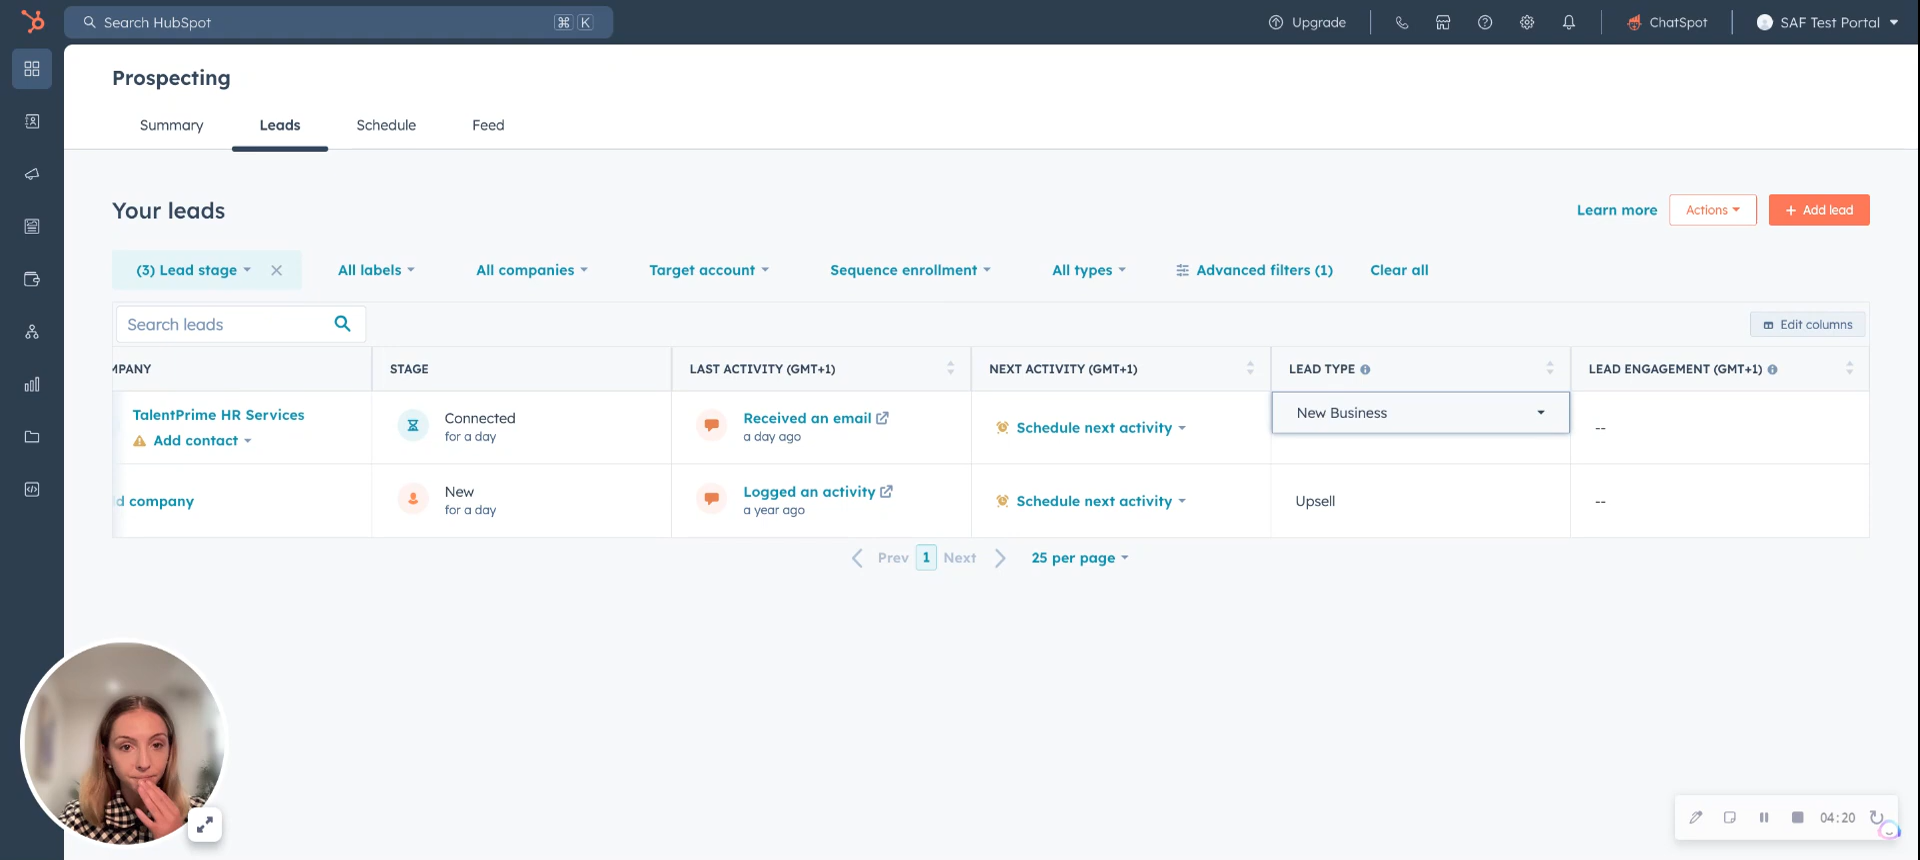 Search HubSpot
⌘ K
Upgrade
ChatSpot
SAF Test Portal
Prospecting
Summary
Leads
Schedule
Feed
Your leads
Learn more
Actions
+ Add lead
(3) Lead stage
All labels
All companies
Target account
Sequence enrollment
All types
Advanced filters (1)
Clear all
Search leads
Edit columns
MPANY
STAGE
LAST ACTIVITY (GMT+1)
NEXT ACTIVITY (GMT+1)
LEAD TYPE
LEAD ENGAGEMENT (GMT+1)
TalentPrime HR Services
Add contact
Connected
for a day
Received an email
a day ago
Schedule next activity
New Business
--
d company
New
for a day
Logged an activity
a year ago
Schedule next activity
Upsell
--
Prev
1
Next
25 per page
04:20